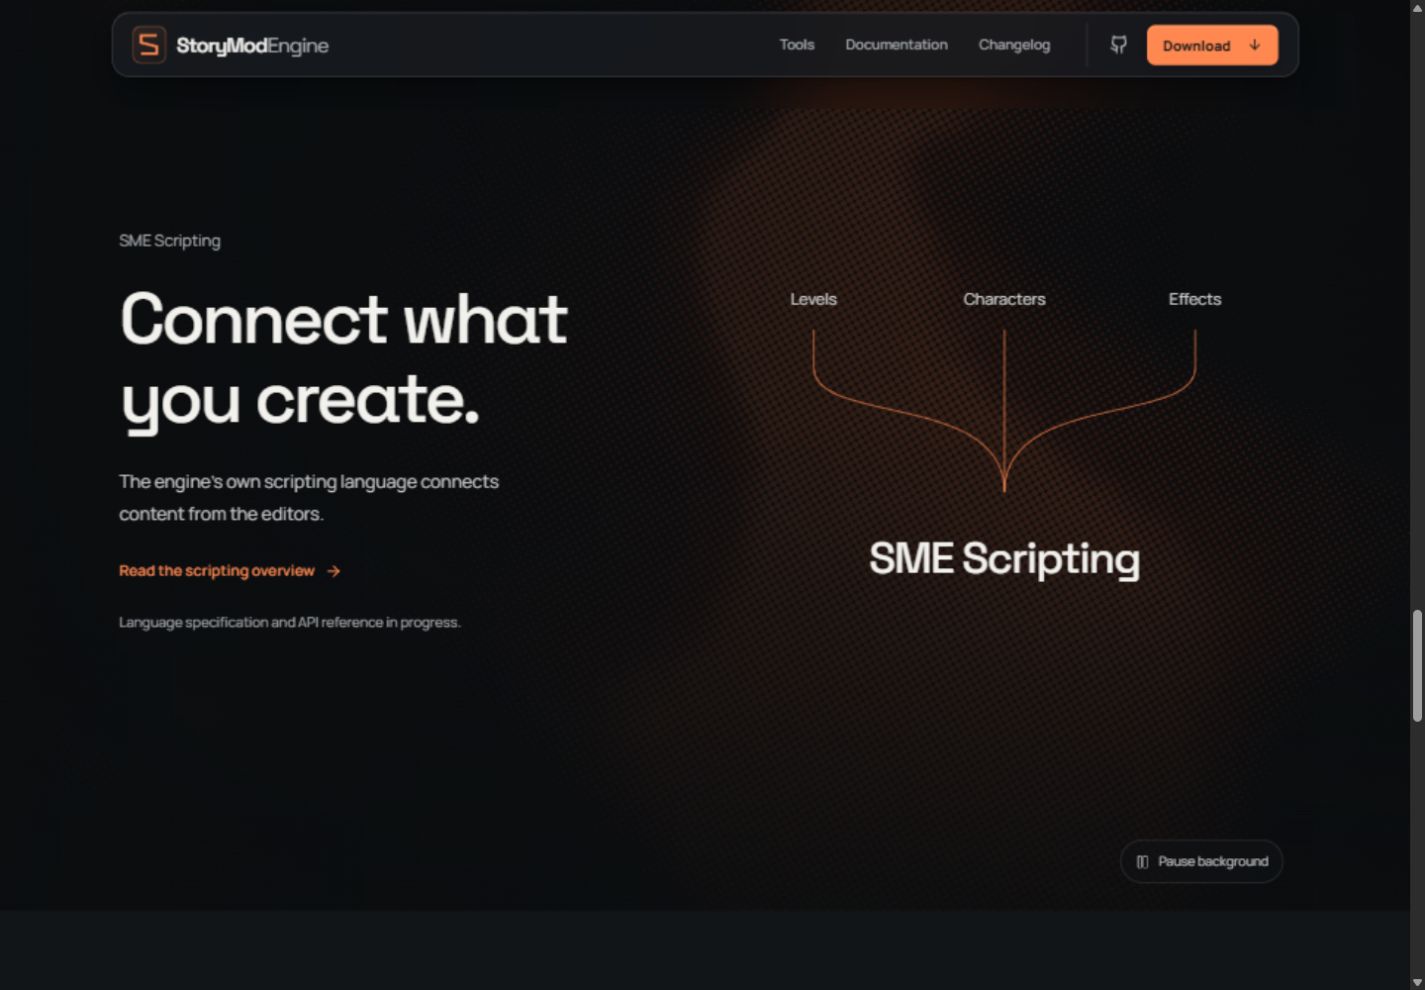 StoryModEngine
Tools
Documentation
Changelog
Download
SME Scripting
Connect what
you create.
The engine's own scripting language connects
content from the editors.
Read the scripting overview
Language specification and API reference in progress.
Levels
Characters
Effects
SME Scripting
Pause background